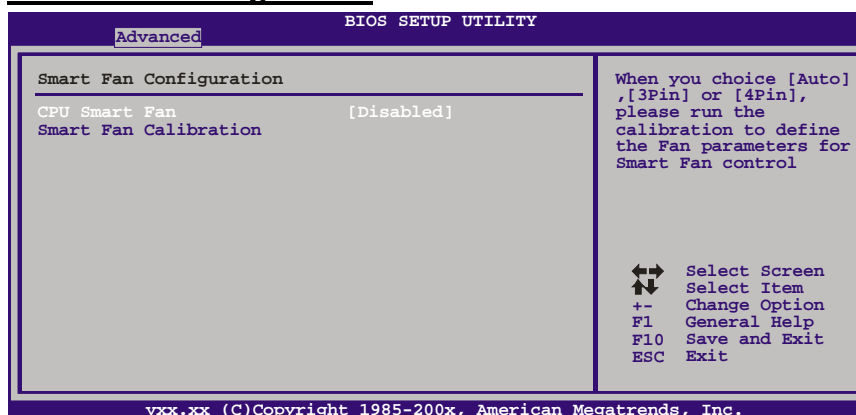 BIOS SETUP UTILITY
Advanced
Smart Fan Configuration
CPU Smart Fan [Disabled]
Smart Fan Calibration
When you choice [Auto]
,[3Pin] or [4Pin],
please run the
calibration to define
the Fan parameters for
Smart Fan control
Select Screen
Select Item
+- Change Option
F1 General Help
F10 Save and Exit
ESC Exit
vxx.xx (C)Copyright 1985-200x, American Megatrends, Inc.